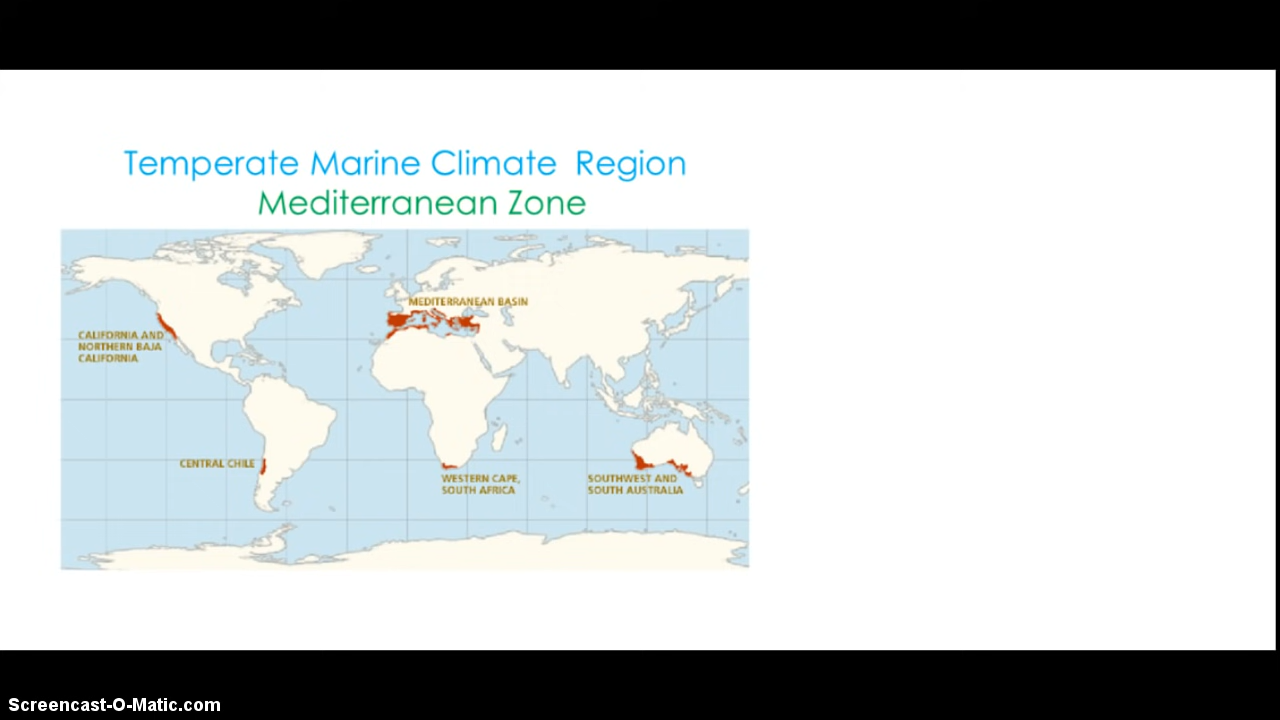 Temperate Marine Climate Region
Mediterranean Zone
MEDITERRANEAN BASIN
CALIFORNIA AND
NORTHERN BAJA
CALIFORNIA
CENTRAL CHILE
WESTERN CAPE,
SOUTH AFRICA
SOUTHWEST AND
SOUTH AUSTRALIA
Screencast-O-Matic.com